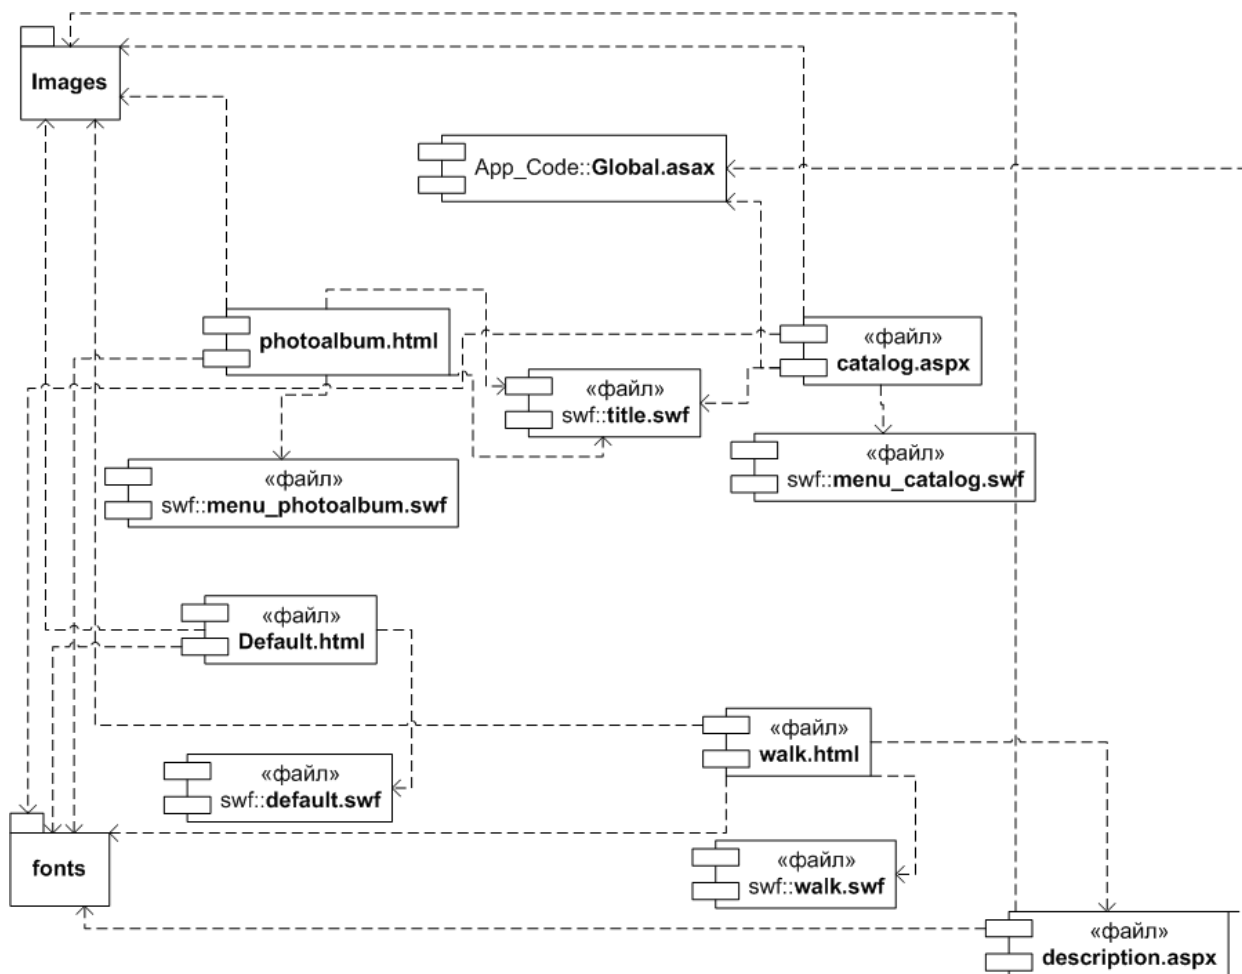 Images
App_Code::Global.asax
photoalbum.html
«файл»
catalog.aspx
«файл»
swf::title.swf
«файл»
swf::menu_photoalbum.swf
«файл»
swf::menu_catalog.swf
«файл»
Default.html
«файл»
walk.html
«файл»
swf::default.swf
fonts
«файл»
swf::walk.swf
«файл»
description.aspx